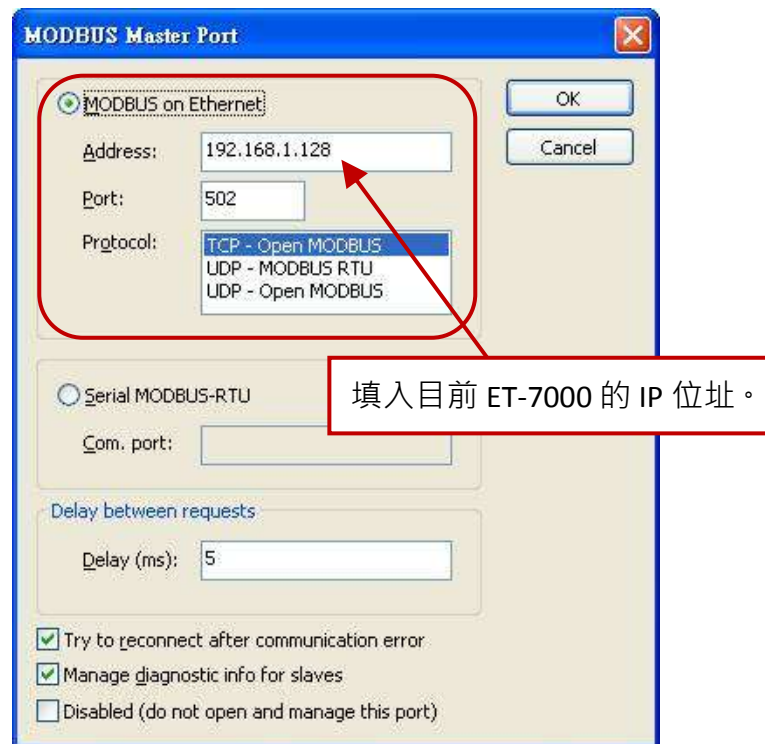 MODBUS Master Port
MODBUS on Ethernet
OK
Address: 192.168.1.128
Cancel
Port: 502
Protocol: TCP - Open MODBUS
UDP - MODBUS RTU
UDP - Open MODBUS
填入目前 ET-7000 的 IP 位址。
Serial MODBUS-RTU
Com. port:
Delay between requests
Delay (ms): 5
Try to reconnect after communication error
Manage diagnostic info for slaves
Disabled (do not open and manage this port)